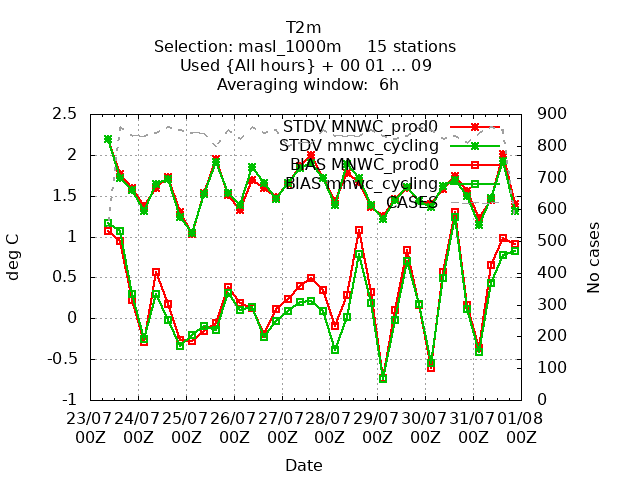 T2m
Selection: masl_1000m     15 stations
Used {All hours} + 00 01 ... 09
Averaging window:  6h
STDV MNWC_prod0
STDV mnwc_cycling
BIAS MNWC_prod0
BIAS mnwc_cycling
CASES
deg C
2.5
2
1.5
1
0.5
0
-0.5
-1
No cases
900
800
700
600
500
400
300
200
100
0
23/07 24/07 25/07 26/07 27/07 28/07 29/07 30/07 31/07 01/08
00Z 00Z 00Z 00Z 00Z 00Z 00Z 00Z 00Z 00Z
Date